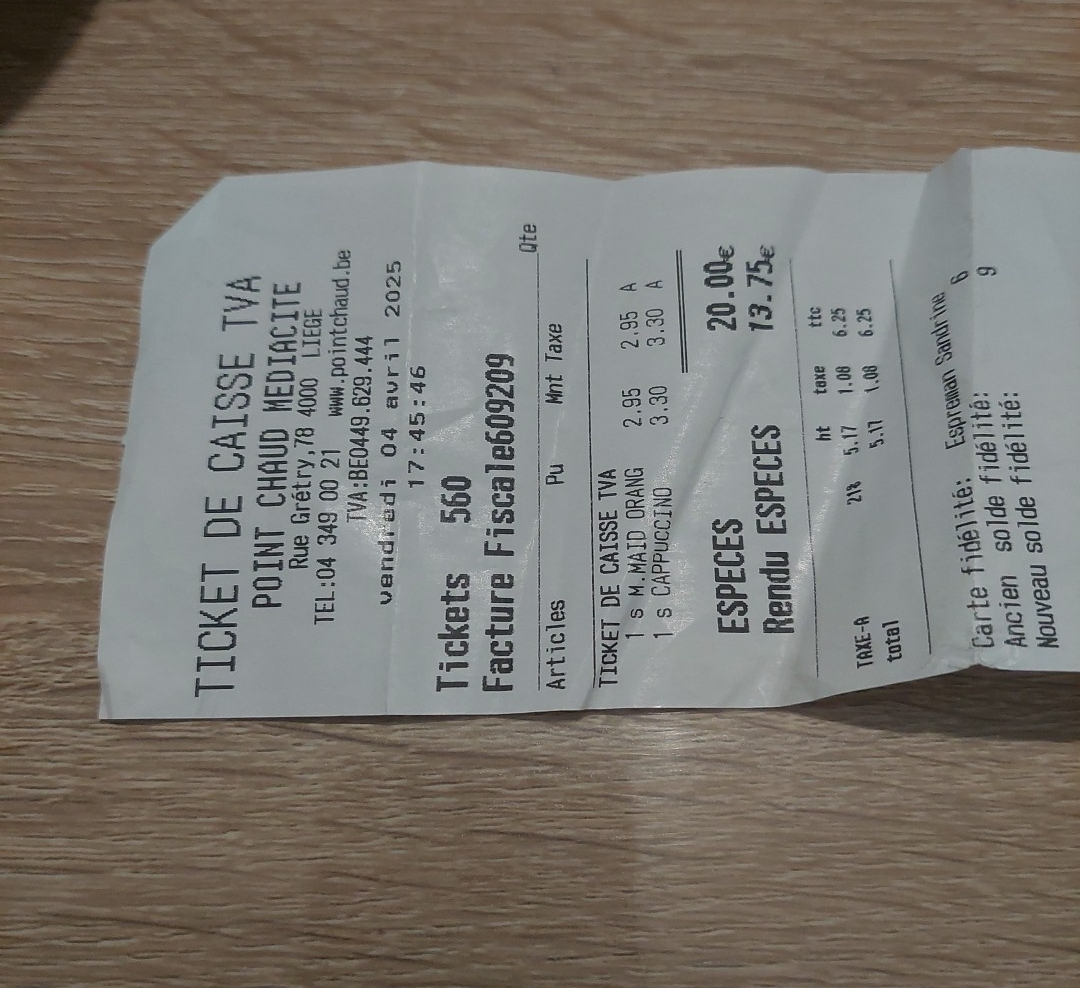 TICKET DE CAISSE TVA
POINT CHAUD MEDIACITE
Rue Grétry,78 4000 LIEGE
TEL:04 349 00 21 www.pointchaud.be
TVA:BE0449.629.444
vendredi 04 avril 2025
17:45:46
Tickets 560
Facture Fiscale609209
Qte
Articles Pu Mnt Taxe
TICKET DE CAISSE TVA
1 s M.MAID ORANG 2.95 2.95 A
1 s CAPPUCCINO 3.30 3.30 A
ESPECES 20.00€
Rendu ESPECES 13.75€
ht taxe ttc
TAXE-A 21% 5.17 1.08 6.25
total 5.17 1.08 6.25
Carte fidélité: Espreman Sandrine
Ancien solde fidélité: 6
Nouveau solde fidélité: 9